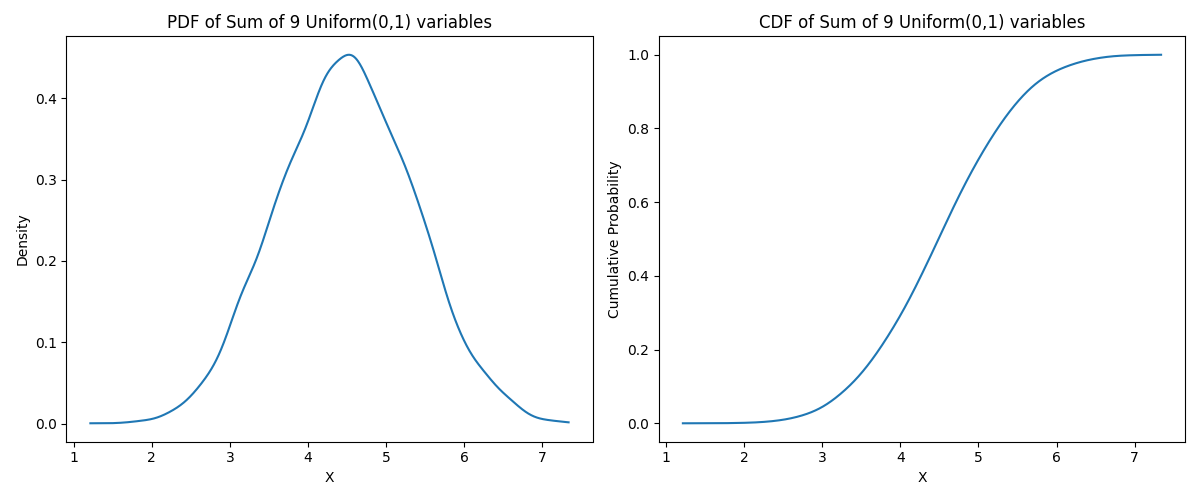 PDF of Sum of 9 Uniform(0,1) variables
Density
0.4
0.3
0.2
0.1
0.0
1 2 3 4 5 6 7
X
CDF of Sum of 9 Uniform(0,1) variables
Cumulative Probability
1.0
0.8
0.6
0.4
0.2
0.0
1 2 3 4 5 6 7
X